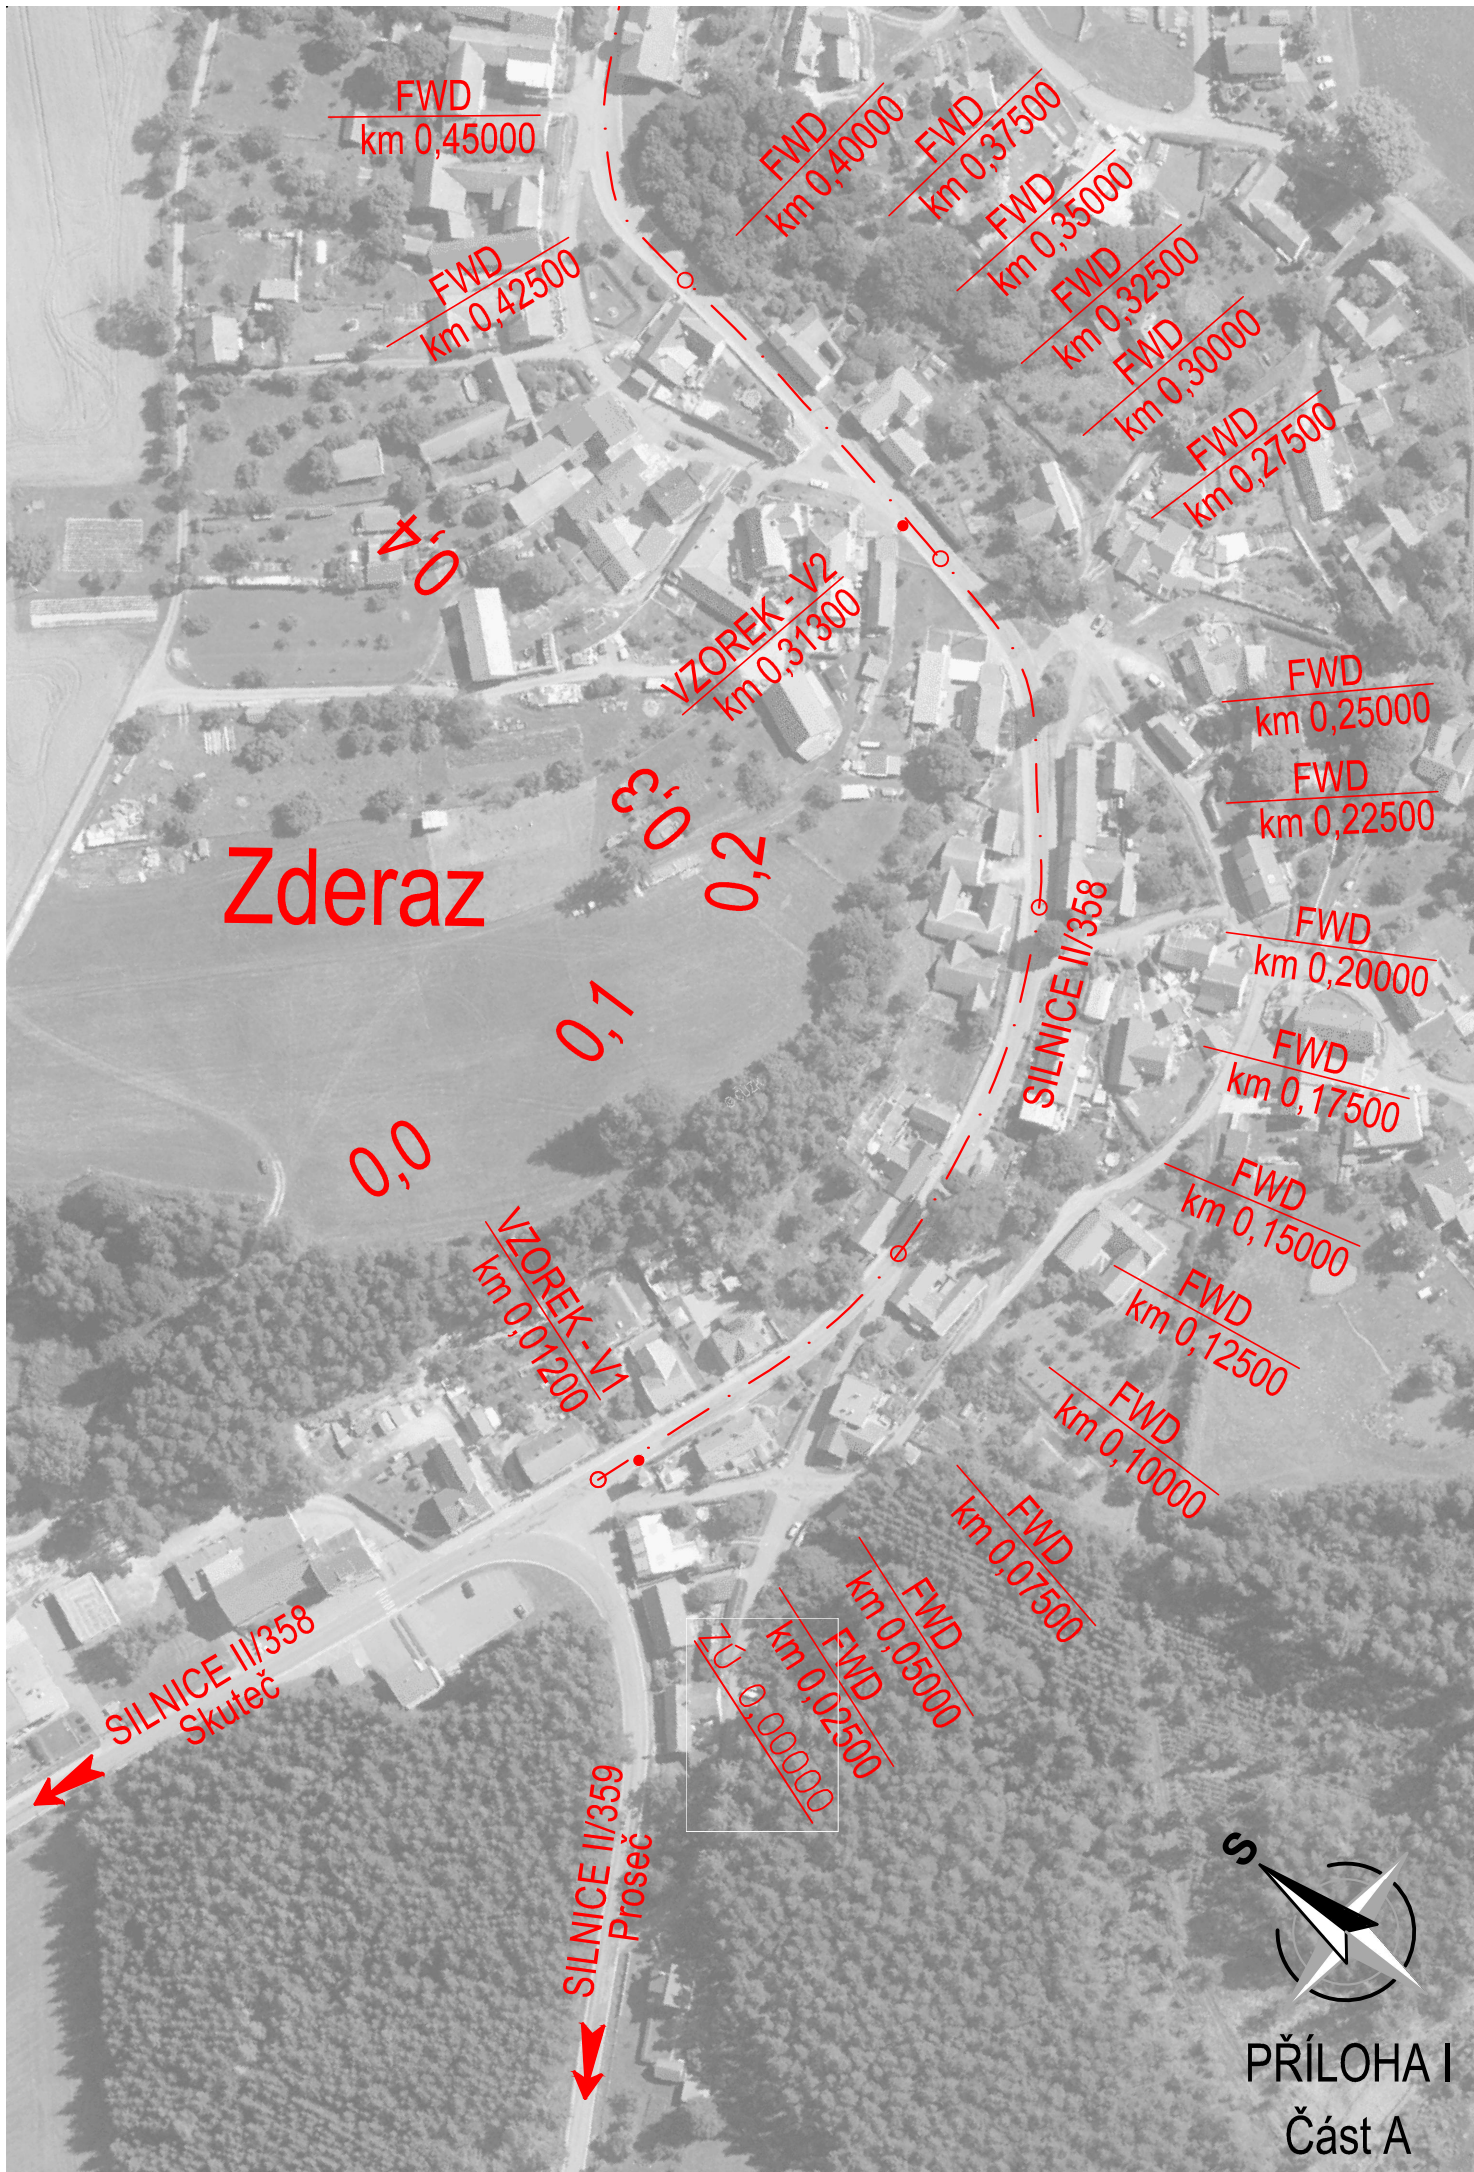 FWD
km 0,45000
FWD
km 0,40000
FWD
km 0,37500
FWD
km 0,35000
FWD
km 0,42500
FWD
km 0,32500
FWD
km 0,30000
FWD
km 0,27500
0,4
VZOREK - V2
km 0,31300
FWD
km 0,25000
FWD
km 0,22500
0,3
0,2
Zderaz
SILNICE II/358
FWD
km 0,20000
0,1
FWD
km 0,17500
0,0
FWD
km 0,15000
VZOREK - V1
km 0,01200
FWD
km 0,12500
FWD
km 0,10000
FWD
km 0,07500
FWD
km 0,05000
FWD
km 0,02500
ZÚ 0,00000
SILNICE II/358
Skuteč
SILNICE II/359
Proseč
S
PŘÍLOHA I
Část A